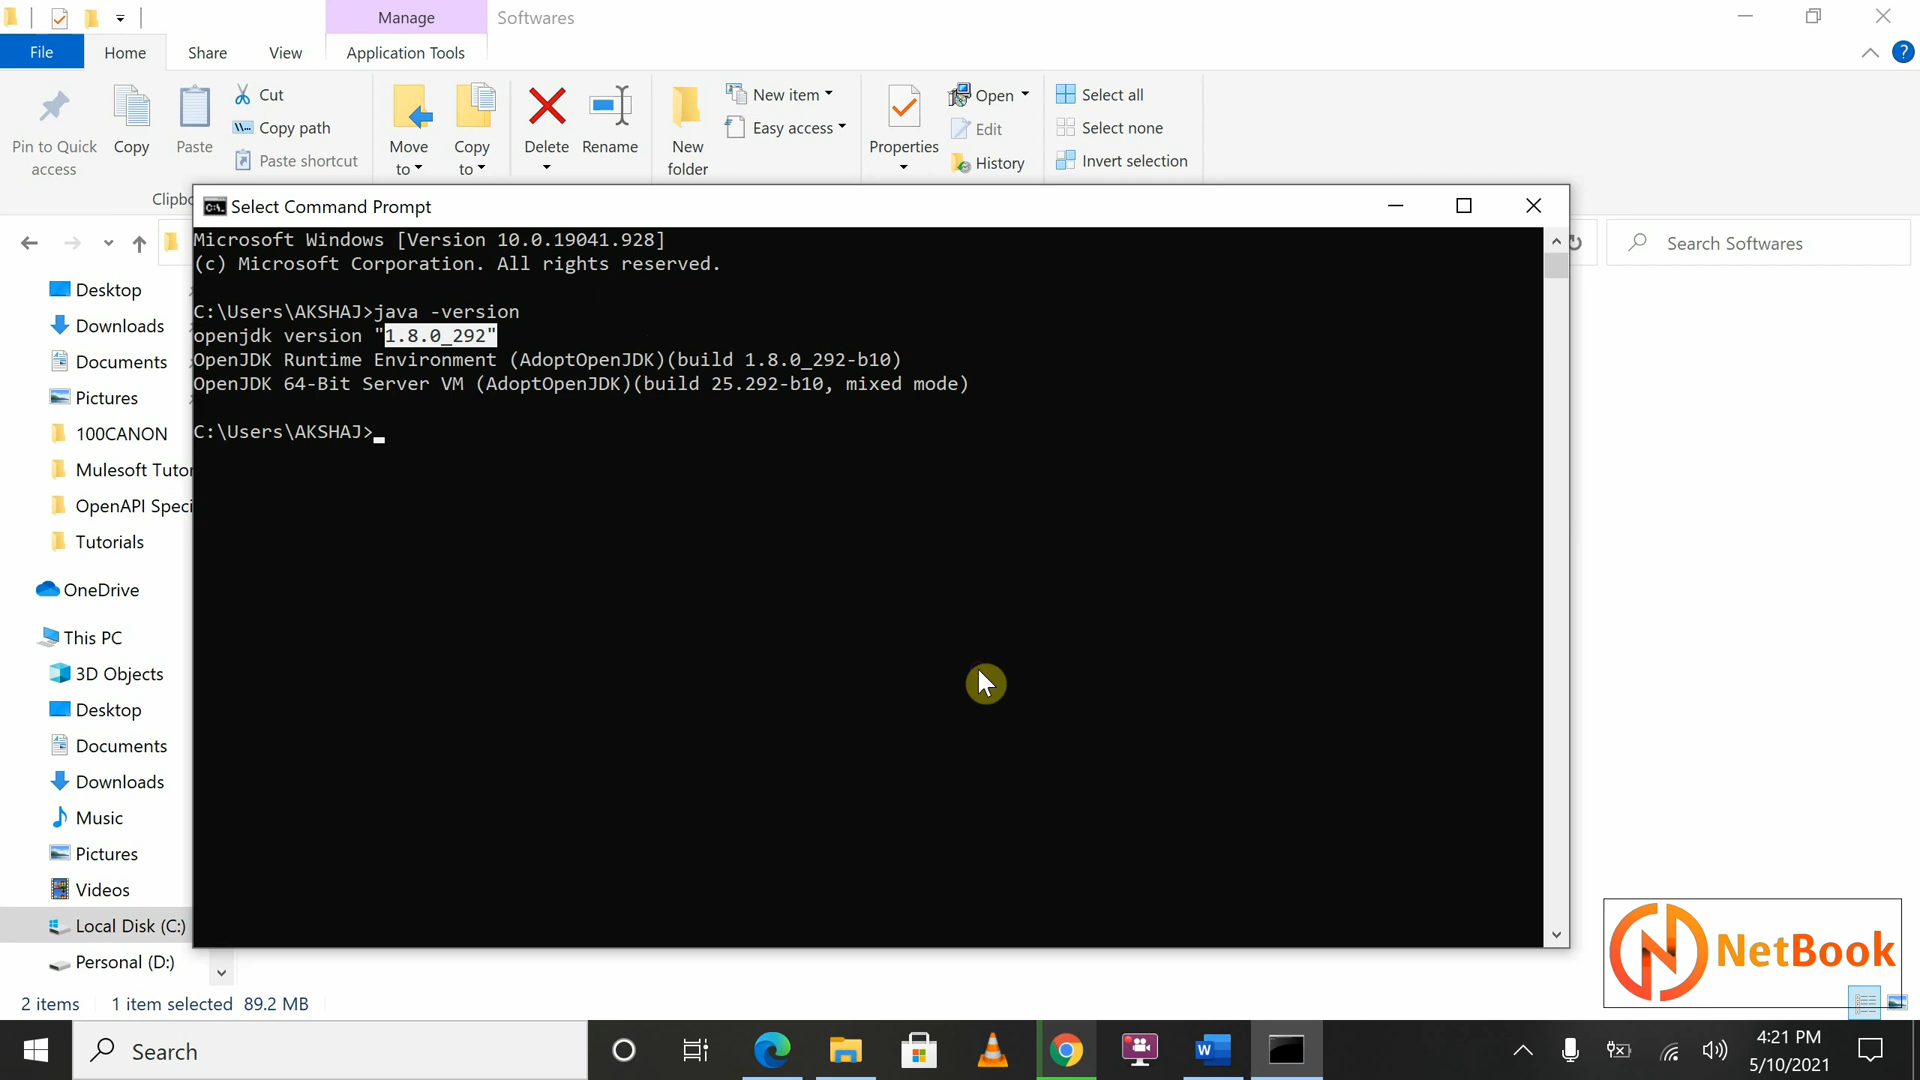 Manage
Softwares
File
Home
Share
View
Application Tools
Pin to Quick access
Copy
Paste
Cut
Copy path
Paste shortcut
Move to
Copy to
Delete
Rename
New folder
New item
Easy access
Properties
Open
Edit
History
Select all
Select none
Invert selection
Select Command Prompt
Search Softwares
Microsoft Windows [Version 10.0.19041.928]
(c) Microsoft Corporation. All rights reserved.
C:\Users\AKSHAJ>java -version
openjdk version "1.8.0_292"
OpenJDK Runtime Environment (AdoptOpenJDK)(build 1.8.0_292-b10)
OpenJDK 64-Bit Server VM (AdoptOpenJDK)(build 25.292-b10, mixed mode)
C:\Users\AKSHAJ>
Desktop
Downloads
Documents
Pictures
100CANON
Mulesoft Tutor
OpenAPI Speci
Tutorials
OneDrive
This PC
3D Objects
Desktop
Documents
Downloads
Music
Pictures
Videos
Local Disk (C:)
Personal (D:)
NetBook
2 items
1 item selected 89.2 MB
Search
4:21 PM
5/10/2021